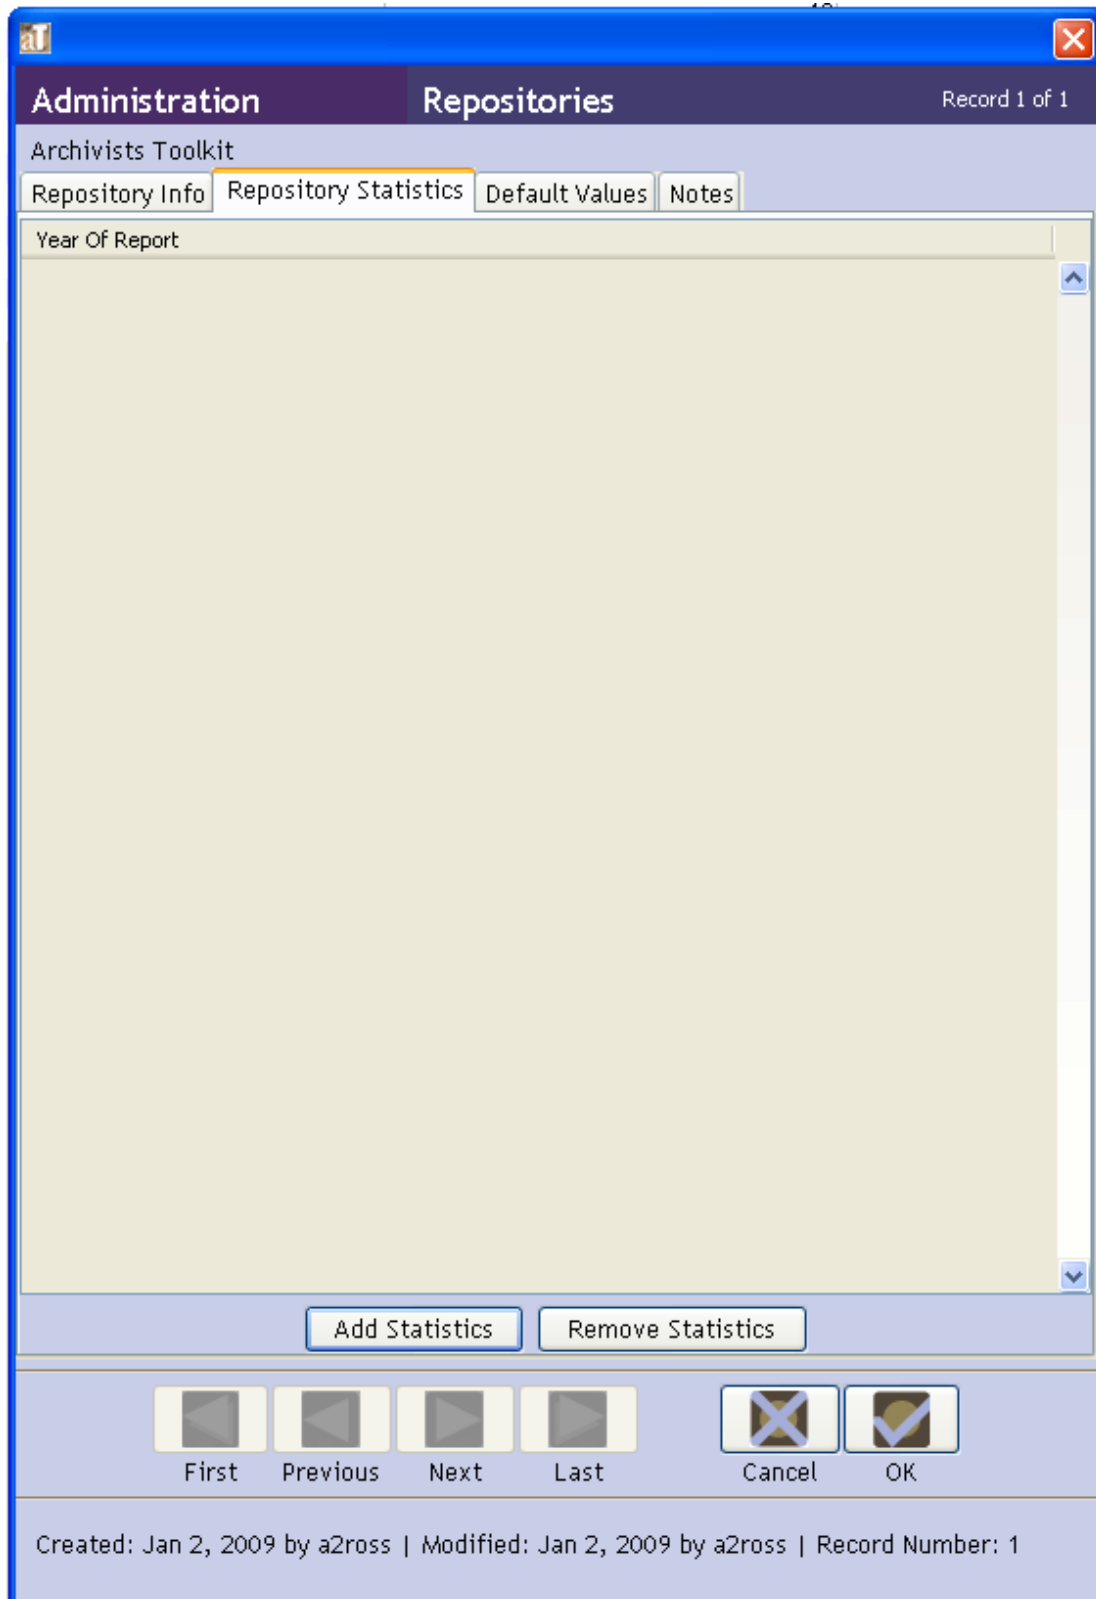 aT
Administration Repositories Record 1 of 1
Archivists Toolkit
Repository Info Repository Statistics Default Values Notes
Year Of Report
Add Statistics Remove Statistics
First Previous Next Last Cancel OK
Created: Jan 2, 2009 by a2ross | Modified: Jan 2, 2009 by a2ross | Record Number: 1